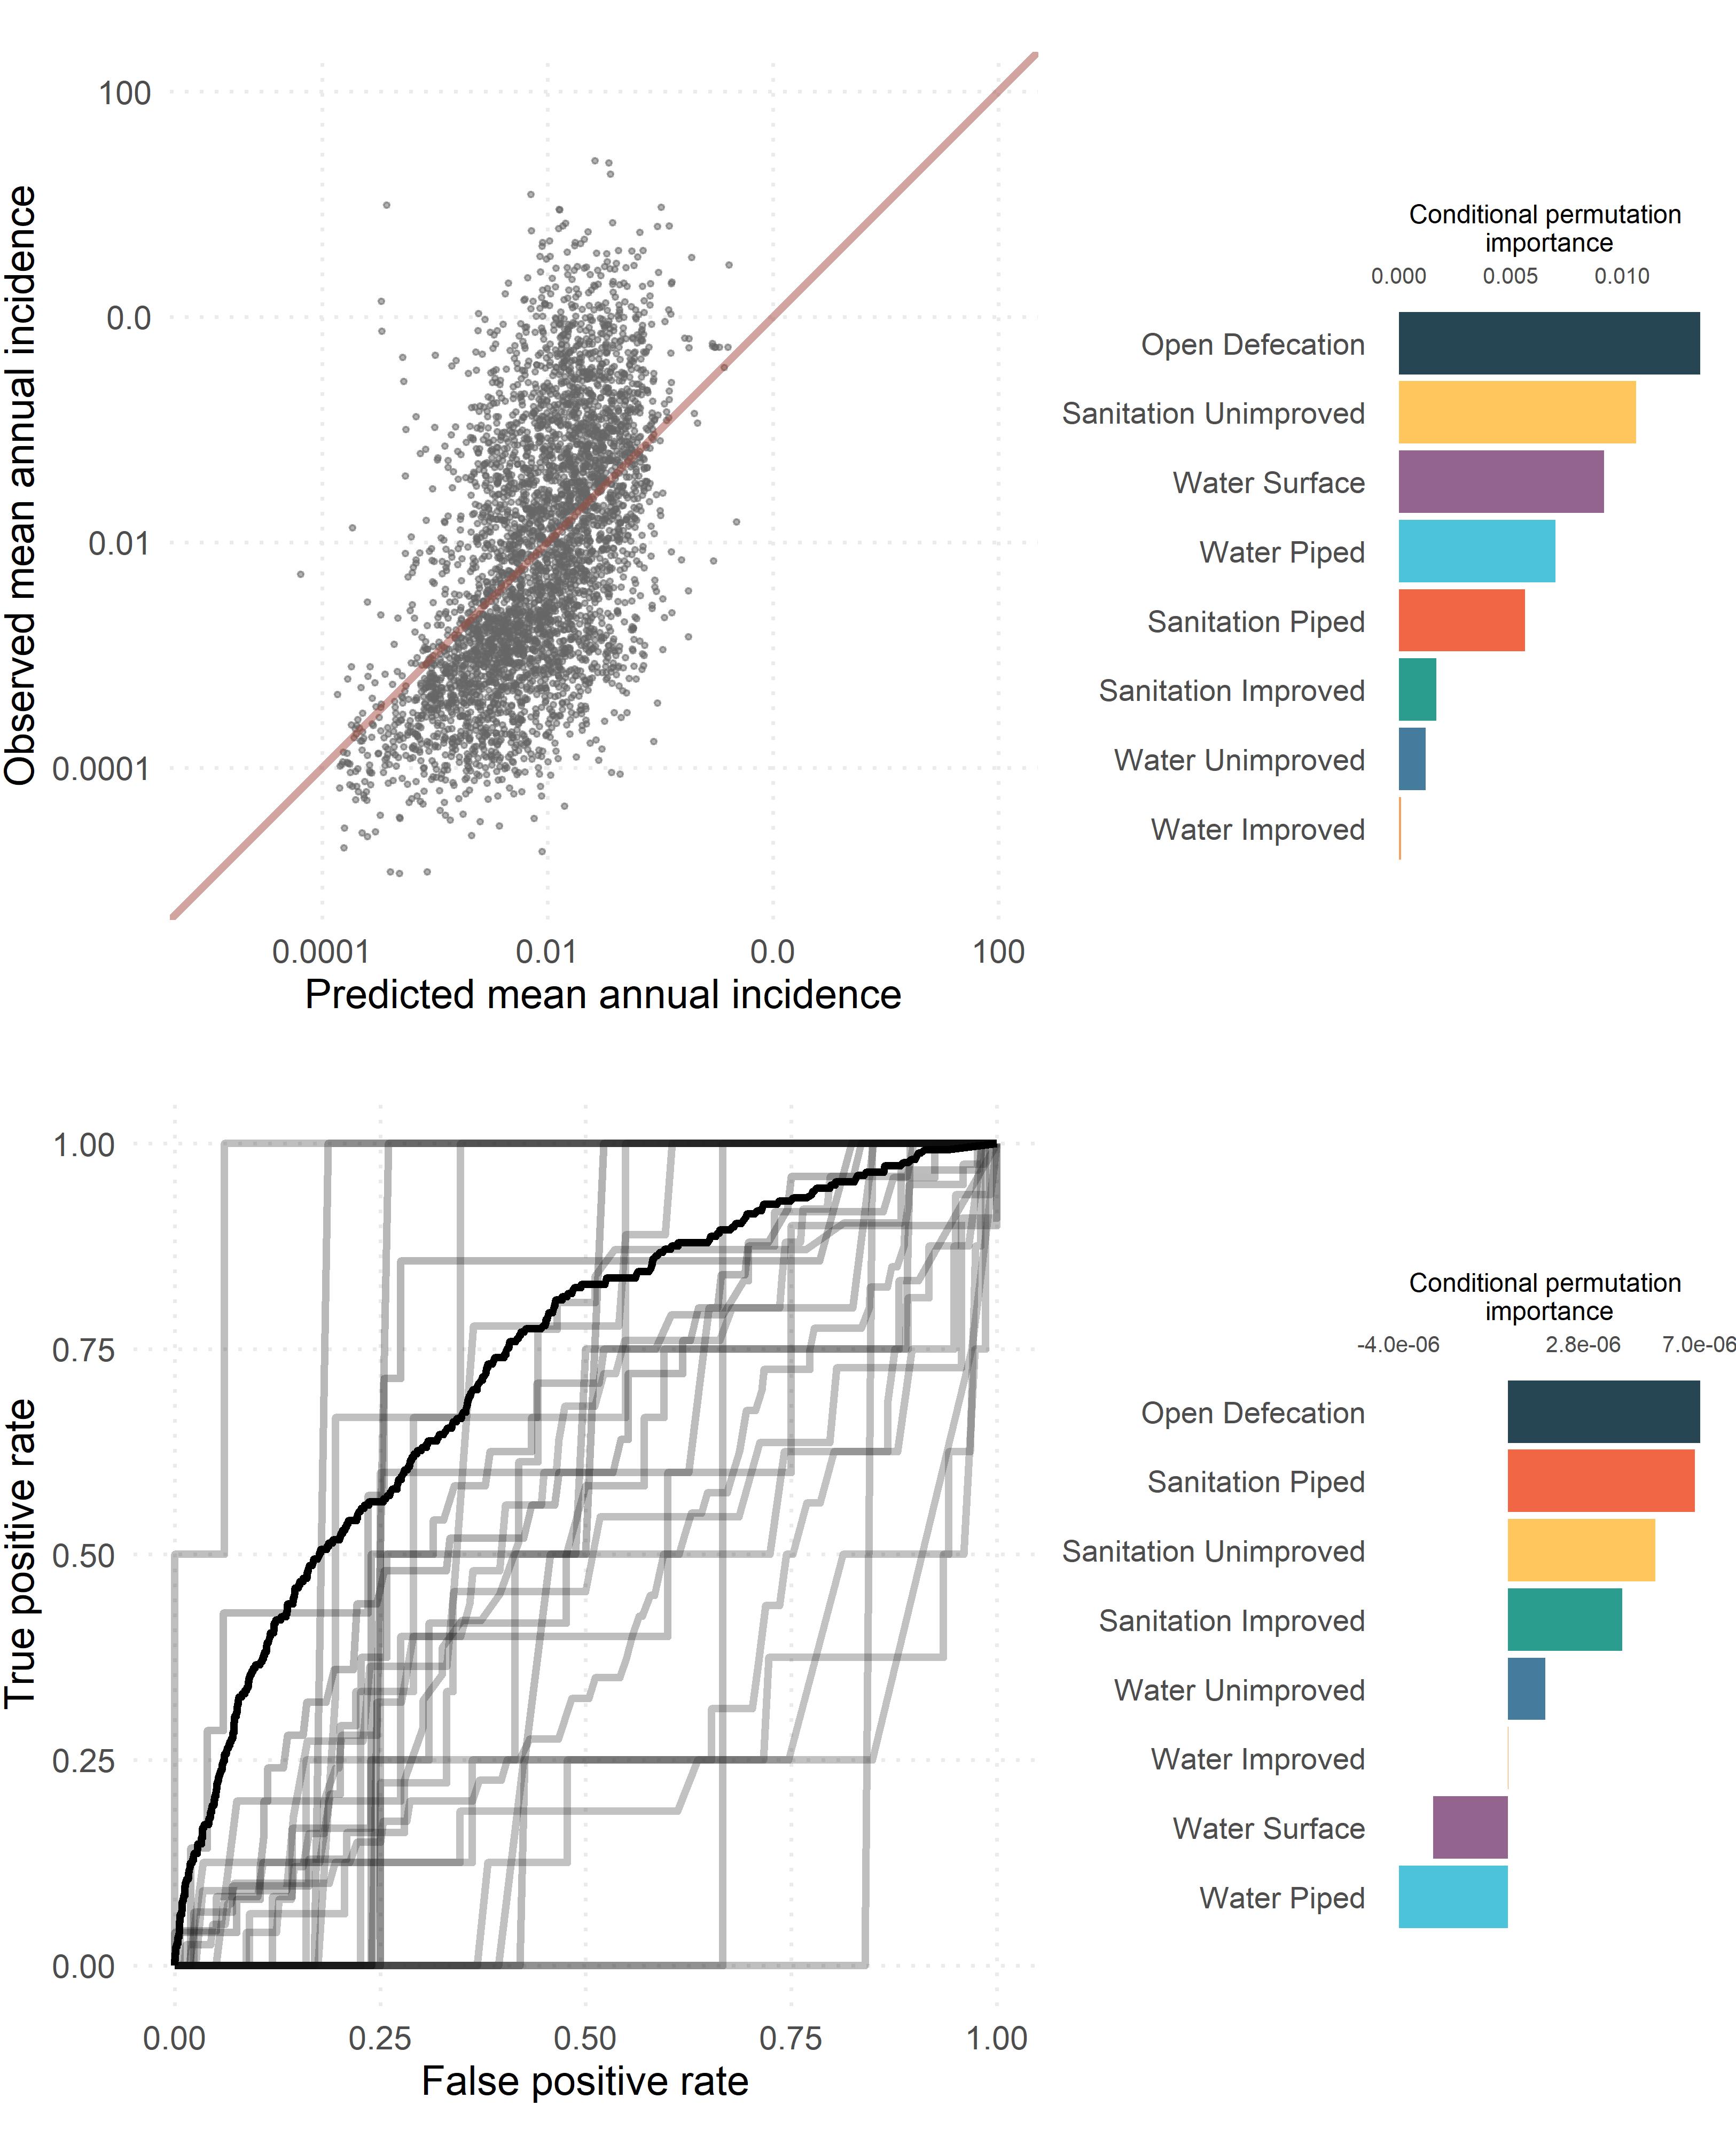 Observed mean annual incidence
100
0.0
0.01
0.0001
0.0001 0.01 0.0 100
Predicted mean annual incidence
Conditional permutation
importance
0.000 0.005 0.010
Open Defecation
Sanitation Unimproved
Water Surface
Water Piped
Sanitation Piped
Sanitation Improved
Water Unimproved
Water Improved
True positive rate
1.00
0.75
0.50
0.25
0.00
0.00 0.25 0.50 0.75 1.00
False positive rate
Conditional permutation
importance
-4.0e-06 2.8e-06 7.0e-06
Open Defecation
Sanitation Piped
Sanitation Unimproved
Sanitation Improved
Water Unimproved
Water Improved
Water Surface
Water Piped